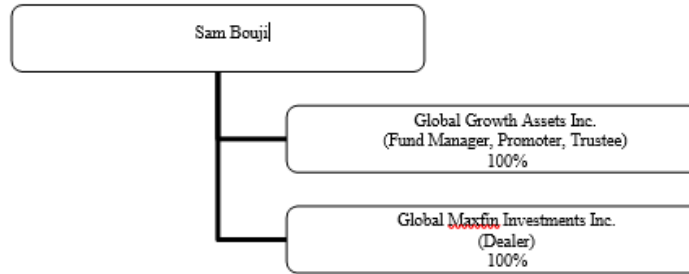 Sam Bouji
Global Growth Assets Inc.
(Fund Manager, Promoter, Trustee)
100%
Global Maxfin Investments Inc.
(Dealer)
100%